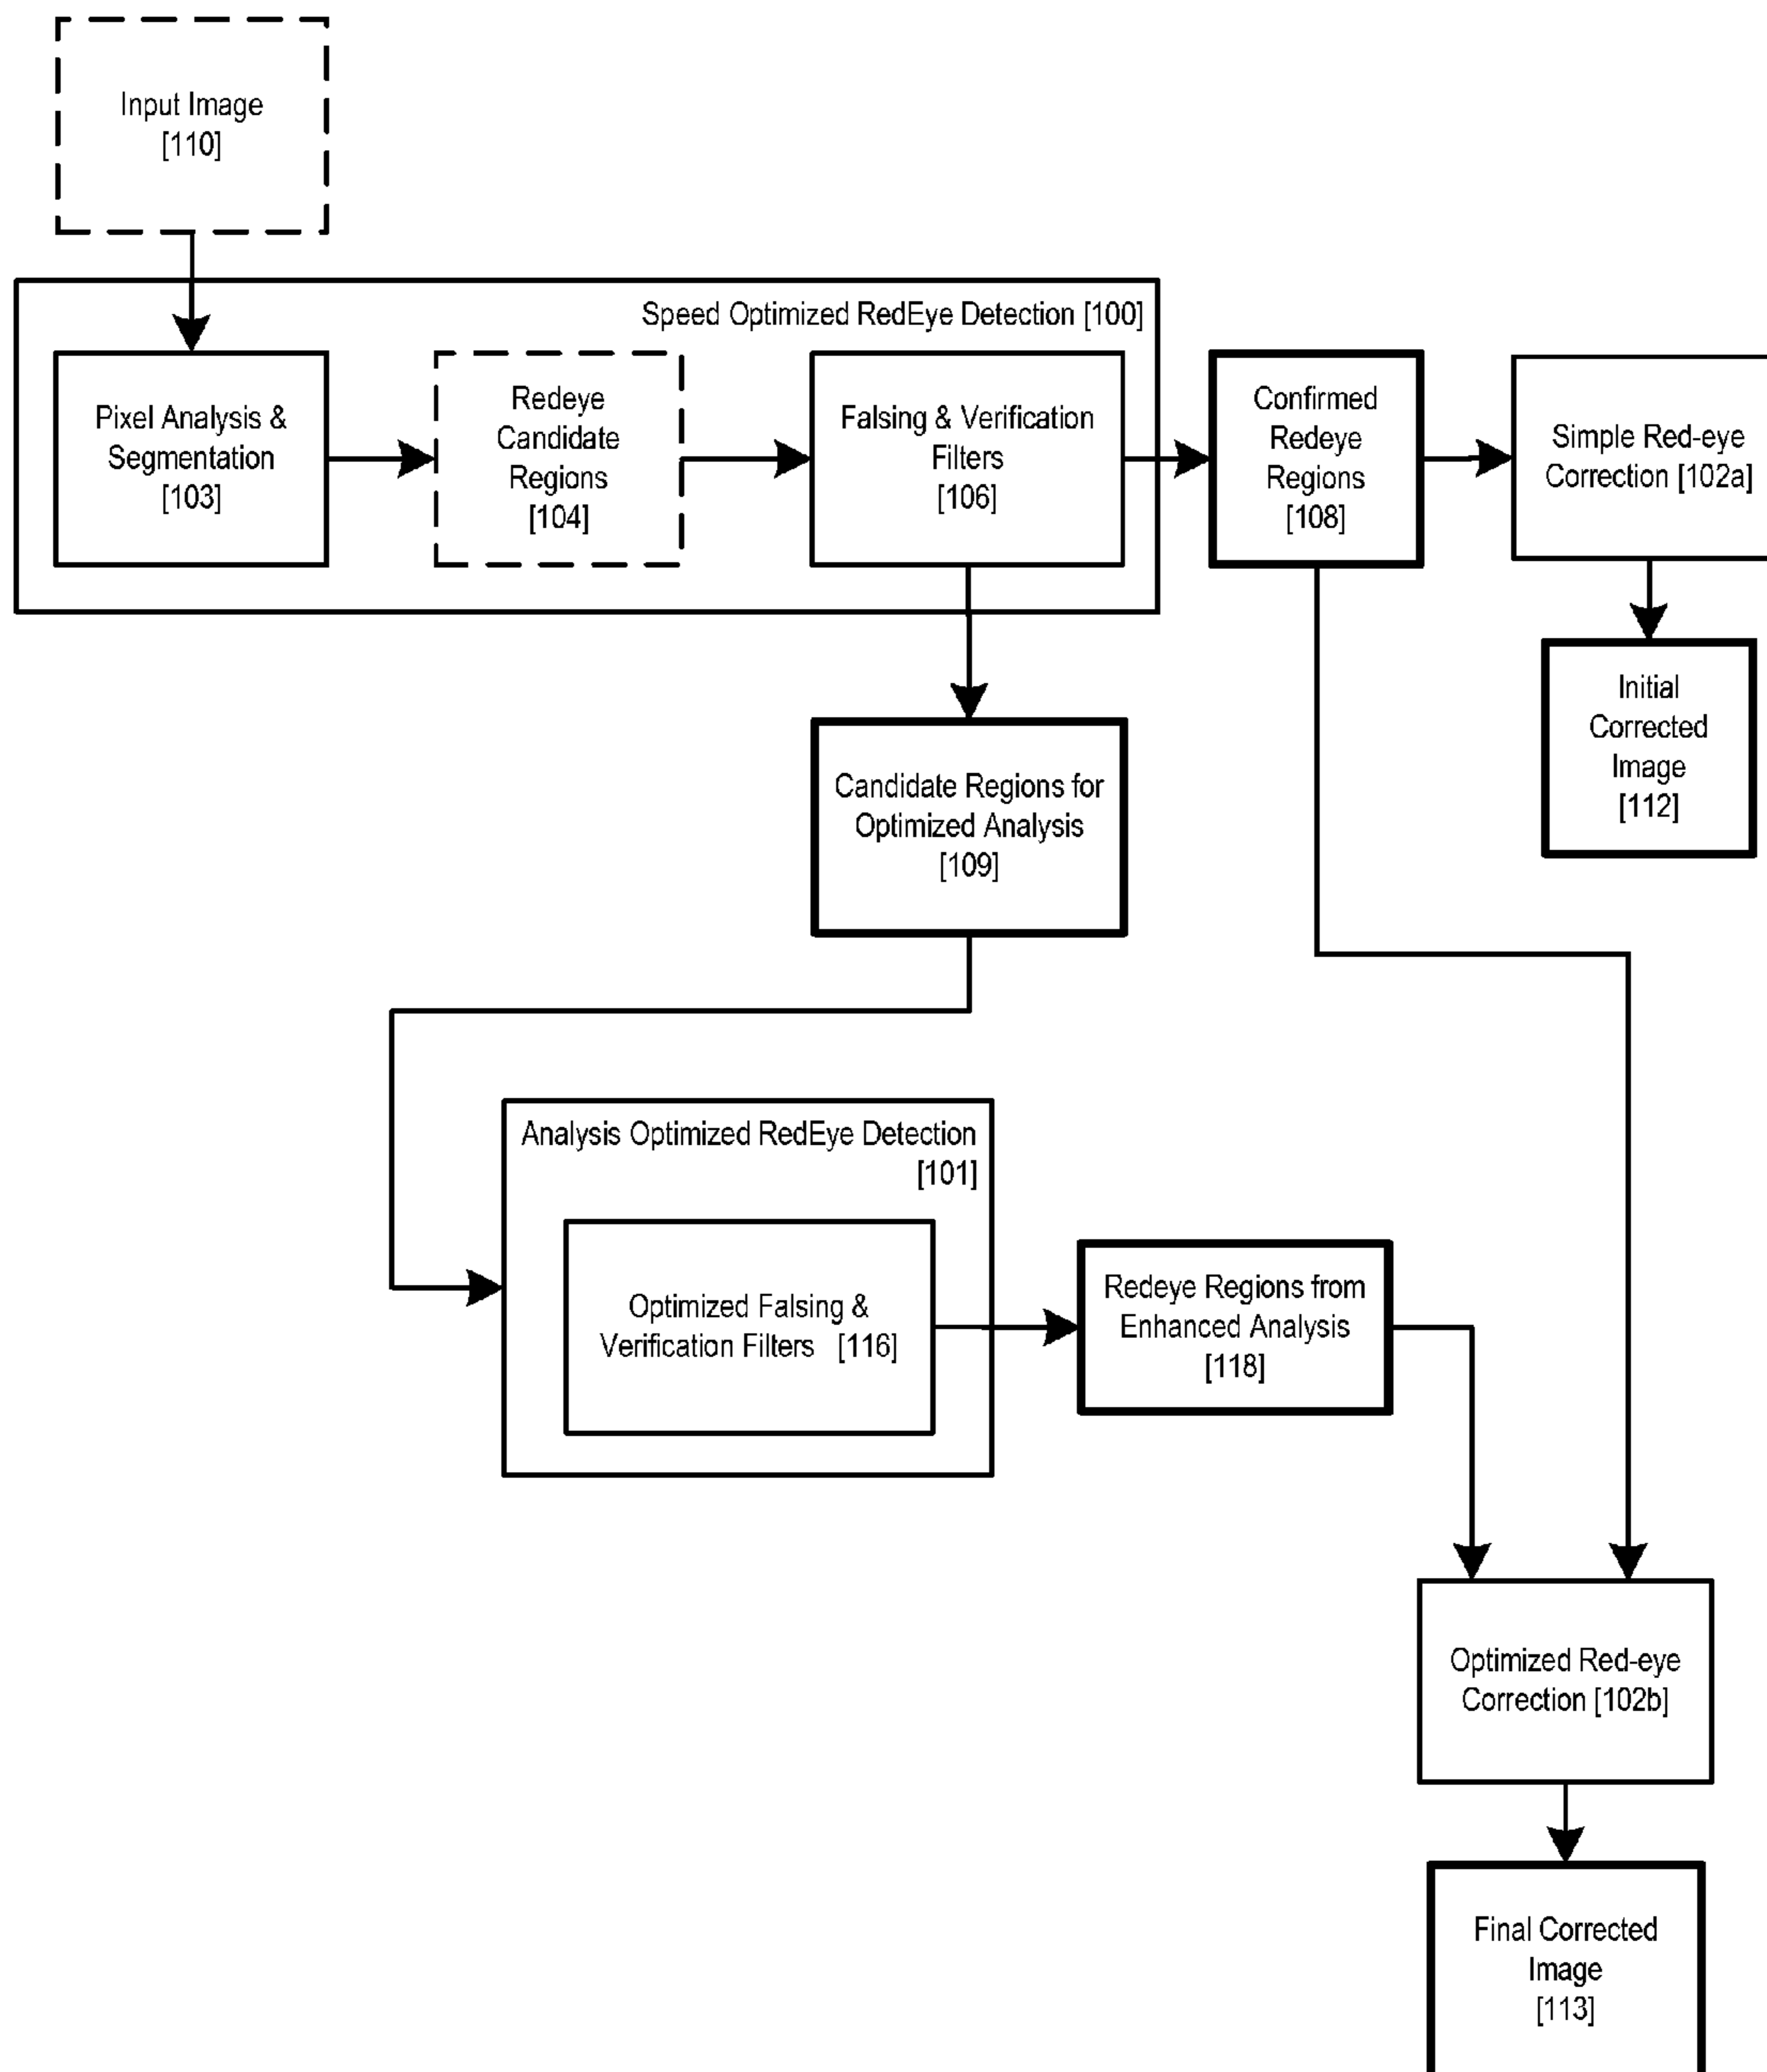 Input Image
[110]
Speed Optimized RedEye Detection [100]
Pixel Analysis &
Segmentation
[103]
Redeye
Candidate
Regions
[104]
Falsing & Verification
Filters
[106]
Confirmed
Redeye
Regions
[108]
Simple Red-eye
Correction [102a]
Initial
Corrected
Image
[112]
Candidate Regions for
Optimized Analysis
[109]
Analysis Optimized RedEye Detection
[101]
Optimized Falsing &
Verification Filters [116]
Redeye Regions from
Enhanced Analysis
[118]
Optimized Red-eye
Correction [102b]
Final Corrected
Image
[113]